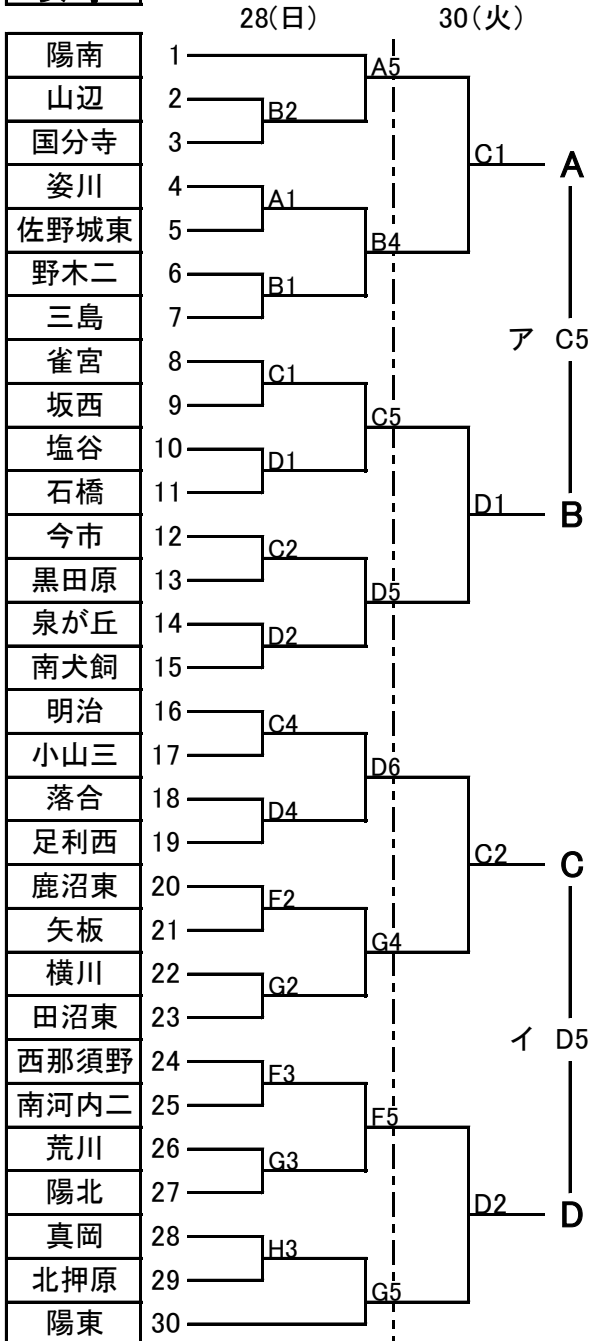 28(日) 30(火)
陽南 1
A5
山辺 2
B2
国分寺 3
C1 A
姿川 4
A1
佐野城東 5
B4
野木二 6
B1
三島 7
ア C5
雀宮 8
C1
坂西 9
C5
塩谷 10
D1
石橋 11
D1 B
今市 12
C2
黒田原 13
D5
泉が丘 14
D2
南犬飼 15
明治 16
C4
小山三 17
D6
落合 18
D4
足利西 19
C2 C
鹿沼東 20
F2
矢板 21
G4
横川 22
G2
田沼東 23
イ D5
西那須野 24
F3
南河内二 25
F5
荒川 26
G3
陽北 27
D2 D
真岡 28
H3
北押原 29
G5
陽東 30